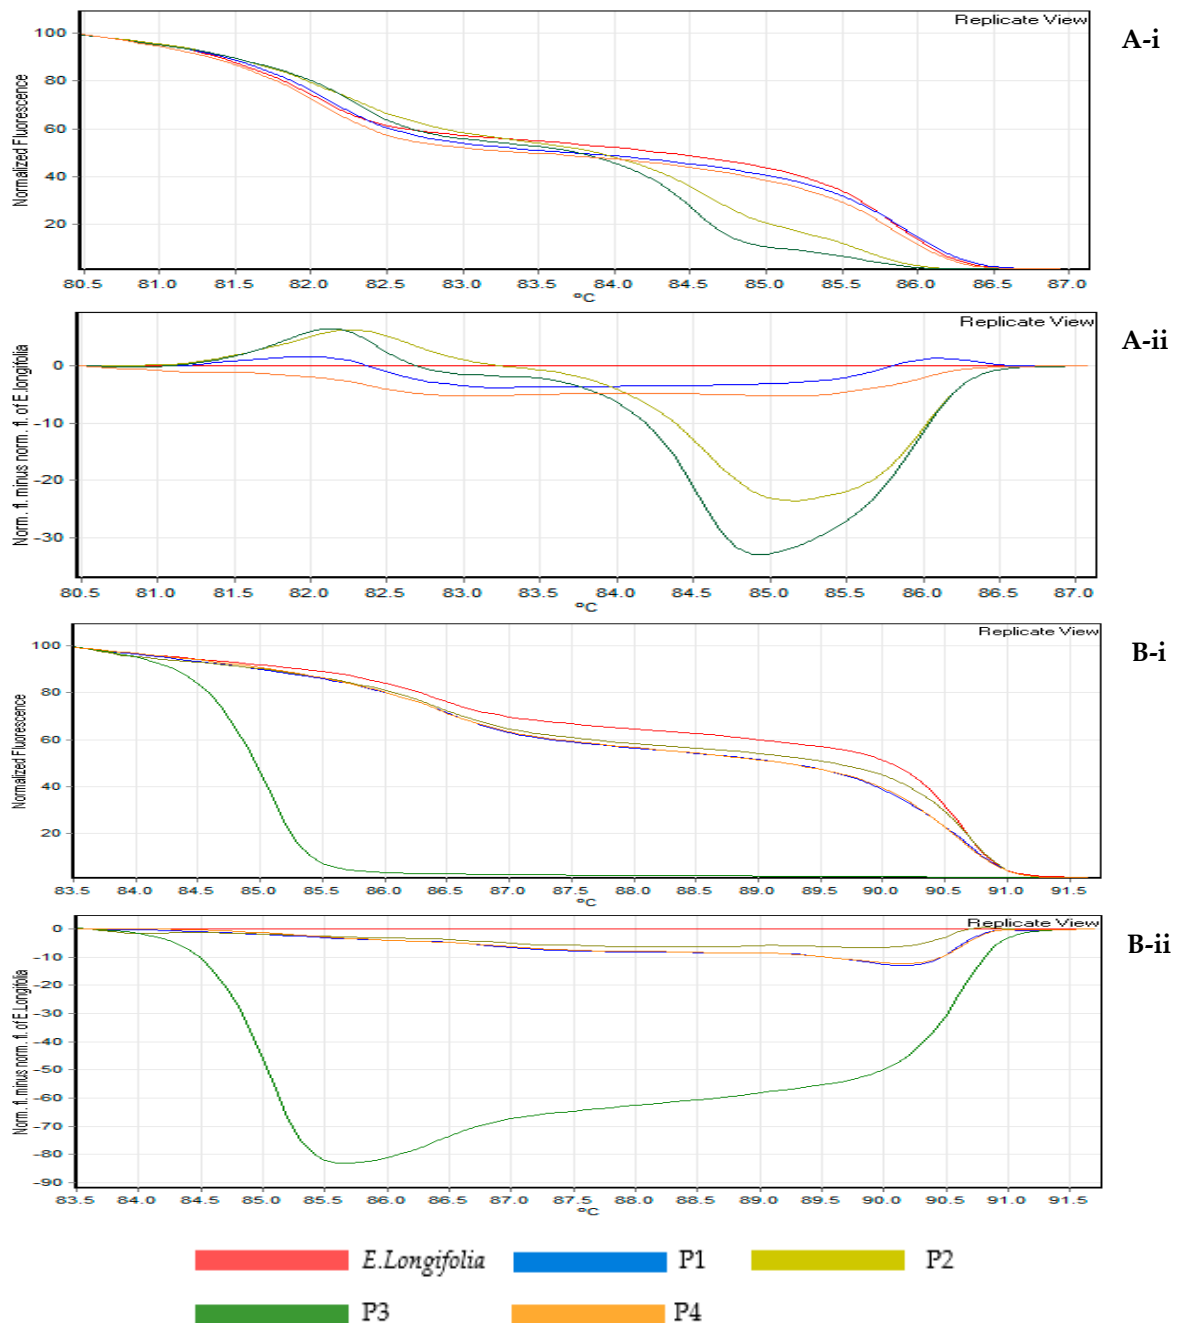 Replicate View
A-i
Normalized Fluorescence
100
80
60
40
20
80.5 81.0 81.5 82.0 82.5 83.0 83.5 84.0 84.5 85.0 85.5 86.0 86.5 87.0
°C
Replicate View
A-ii
Norm. fl. minus norm. fl. of E.longifolia
0
-10
-20
-30
80.5 81.0 81.5 82.0 82.5 83.0 83.5 84.0 84.5 85.0 85.5 86.0 86.5 87.0
°C
Replicate View
B-i
Normalized Fluorescence
100
80
60
40
20
83.5 84.0 84.5 85.0 85.5 86.0 86.5 87.0 87.5 88.0 88.5 89.0 89.5 90.0 90.5 91.0 91.5
°C
Replicate View
B-ii
Norm. fl. minus norm. fl. of E.Longifolia
0
-10
-20
-30
-40
-50
-60
-70
-80
-90
83.5 84.0 84.5 85.0 85.5 86.0 86.5 87.0 87.5 88.0 88.5 89.0 89.5 90.0 90.5 91.0 91.5
°C
E.Longifolia P1 P2
P3 P4